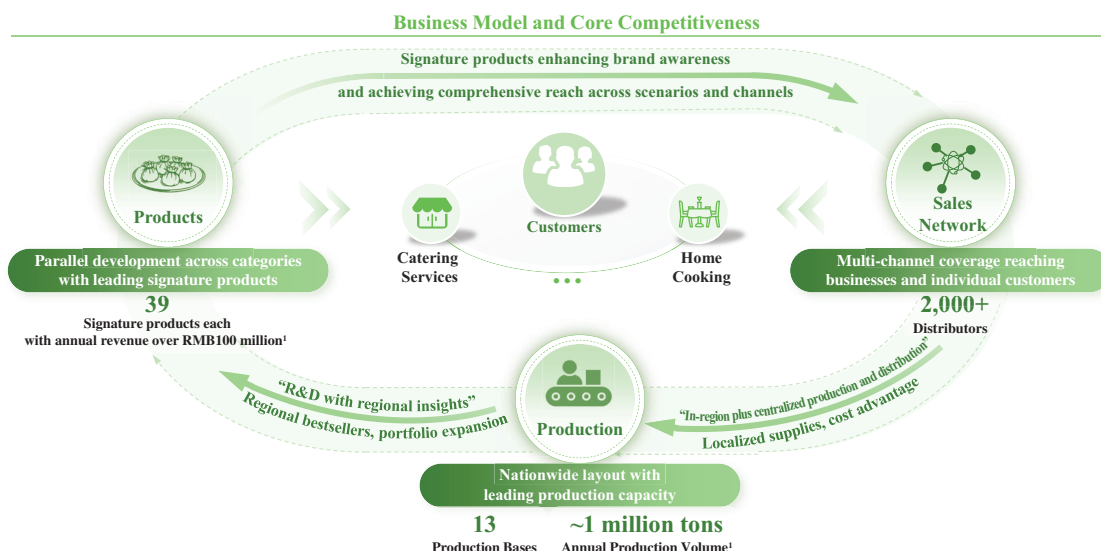 Business Model and Core Competitiveness
Signature products enhancing brand awareness
and achieving comprehensive reach across scenarios and channels
Products
Parallel development across categories
with leading signature products
39
Signature products each
with annual revenue over RMB100 million¹
Customers
Catering
Services
Home
Cooking
Sales
Network
Multi-channel coverage reaching
businesses and individual customers
2,000+
Distributors
"In-region plus centralized production and distribution"
Localized supplies, cost advantage
"R&D with regional insights"
Regional bestsellers, portfolio expansion
Production
Nationwide layout with
leading production capacity
13
Production Bases
~1 million tons
Annual Production Volume¹